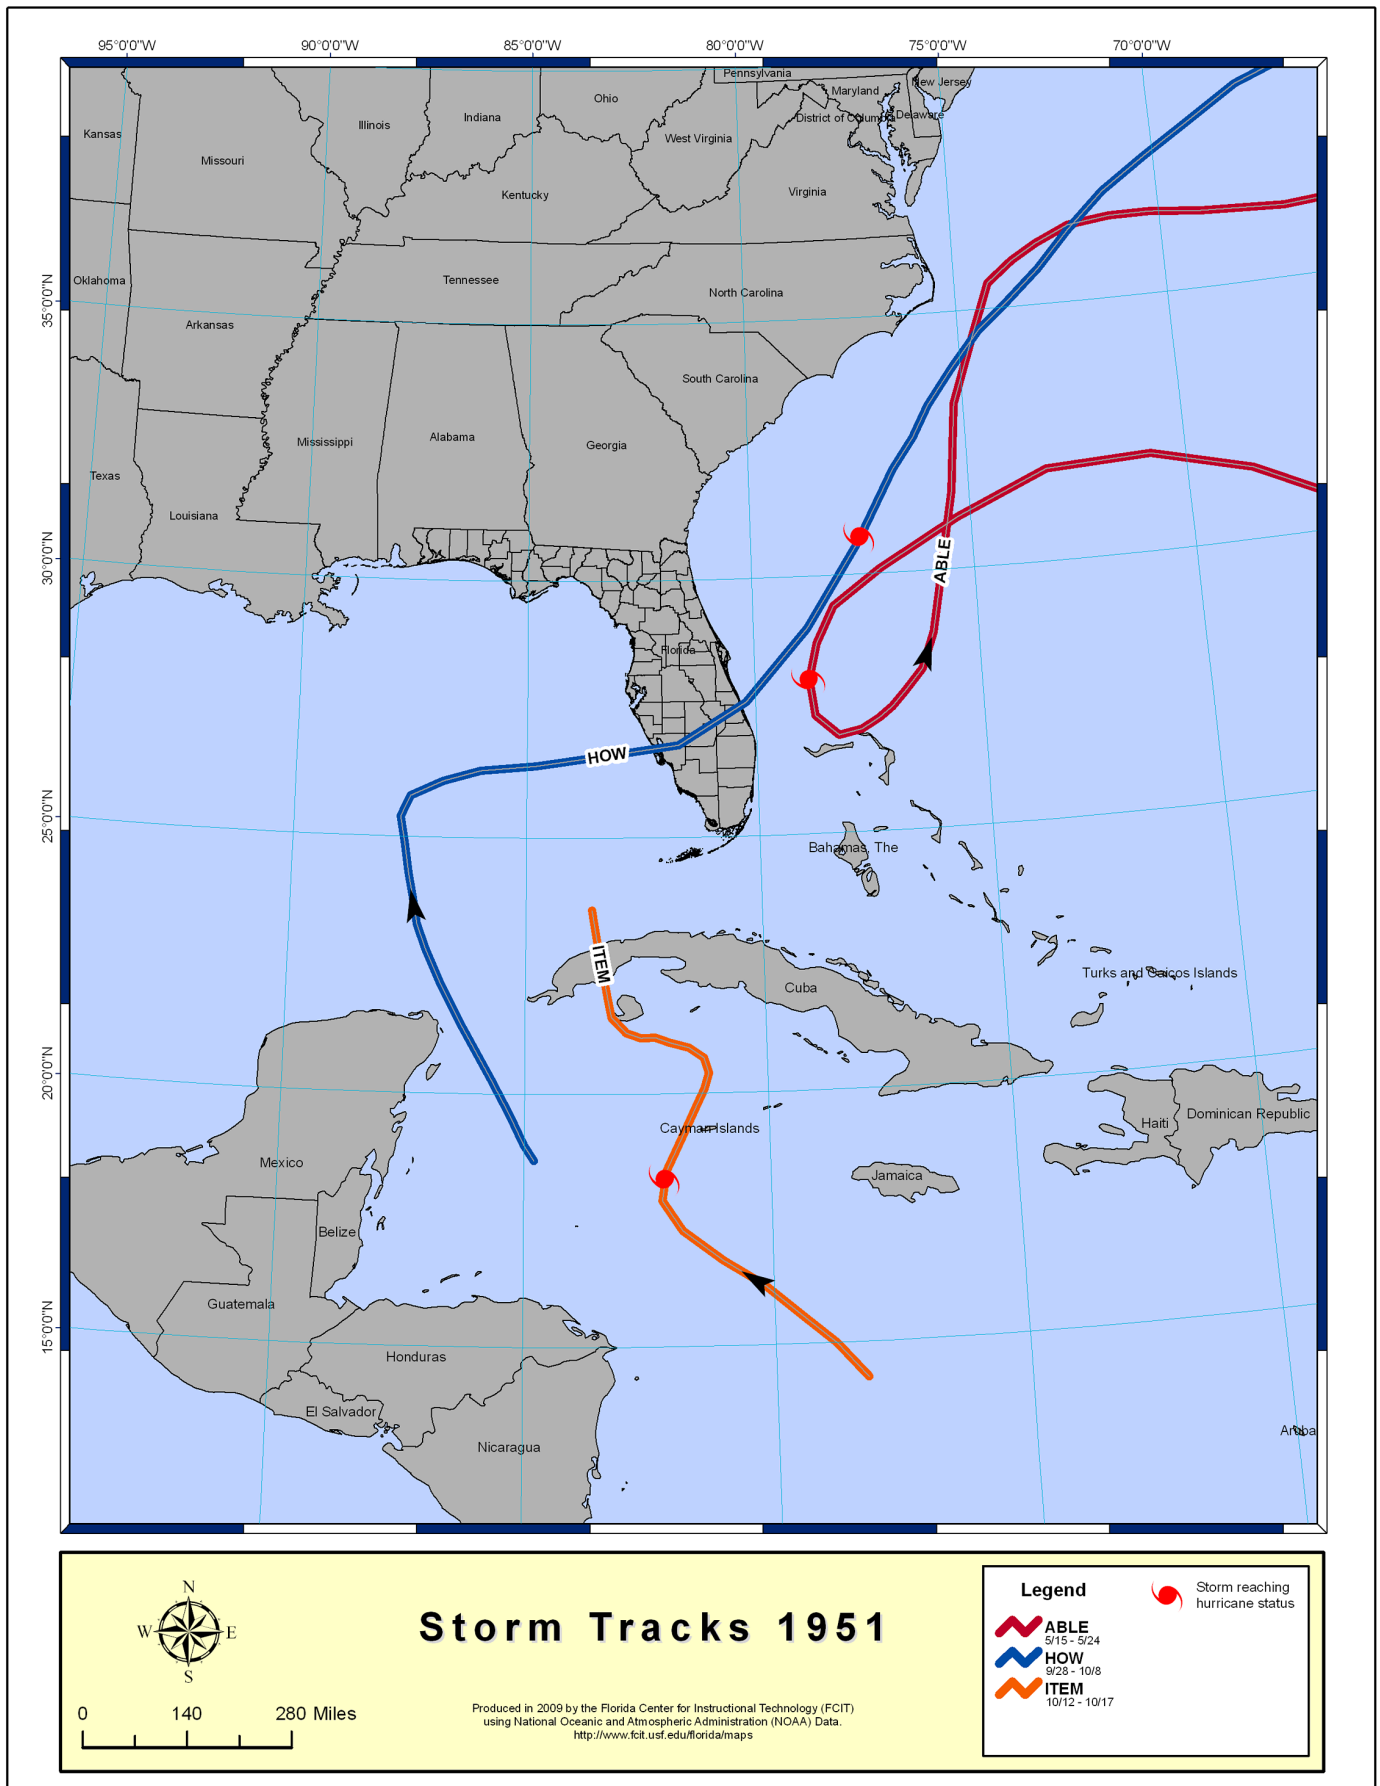 95°0'0"W 90°0'0"W 85°0'0"W 80°0'0"W 75°0'0"W 70°0'0"W
Pennsylvania
New Jersey
Maryland
Ohio
Delaware
District of Columbia
Indiana
Illinois
Kansas
West Virginia
Missouri
Virginia
Kentucky
Oklahoma
Tennessee
35°0'0"N
North Carolina
Arkansas
South Carolina
Alabama
Mississippi
Georgia
Texas
Louisiana
30°0'0"N
ABLE
Florida
HOW
25°0'0"N
Bahamas, The
ITEM
Turks and Caicos Islands
Cuba
20°0'0"N
Dominican Republic
Haiti
Cayman Islands
Mexico
Jamaica
Belize
Guatemala
15°0'0"N
Honduras
El Salvador
Aruba
Nicaragua
N
W E
S
0 140 280 Miles
Storm Tracks 1951
Produced in 2009 by the Florida Center for Instructional Technology (FCIT)
using National Oceanic and Atmospheric Administration (NOAA) Data.
http://www.fcit.usf.edu/florida/maps
Legend
ABLE
5/15 - 5/24
HOW
9/28 - 10/8
ITEM
10/12 - 10/17
Storm reaching
hurricane status